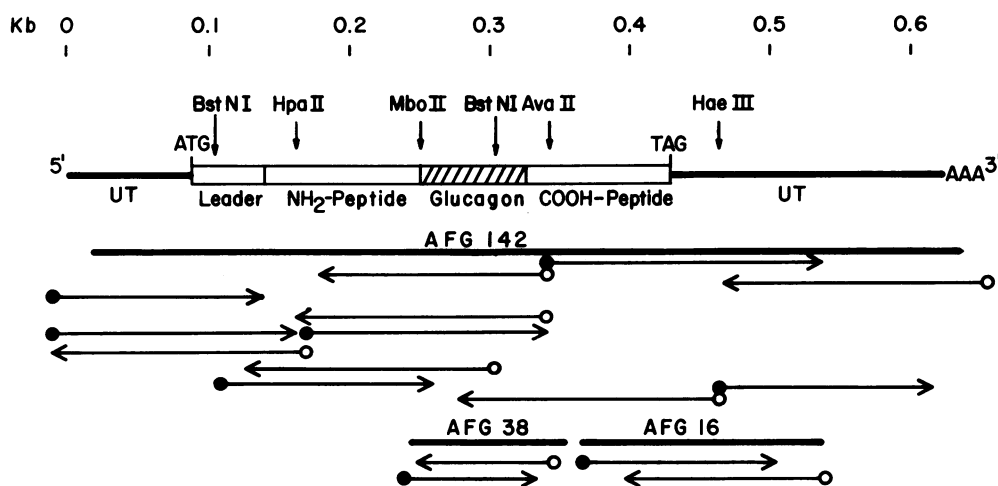 Kb 0 0.1 0.2 0.3 0.4 0.5 0.6
Bst N I Hpa II Mbo II Bst N I Ava II Hae III
ATG TAG
5' AAA3'
UT Leader NH2-Peptide Glucagon COOH-Peptide UT
AFG 142
AFG 38 AFG 16